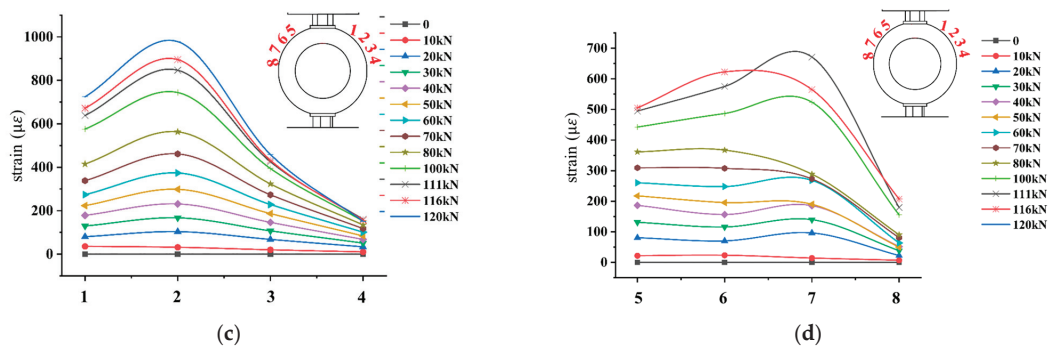 1000
800
600
400
200
0
strain (με)
1 2 3 4
8 7 6 5
1 2 3 4
0
10kN
20kN
30kN
40kN
50kN
60kN
70kN
80kN
100kN
111kN
116kN
120kN
(c)
700
600
500
400
300
200
100
0
strain (με)
5 6 7 8
8 7 6 5
1 2 3 4
0
10kN
20kN
30kN
40kN
50kN
60kN
70kN
80kN
100kN
111kN
116kN
120kN
(d)